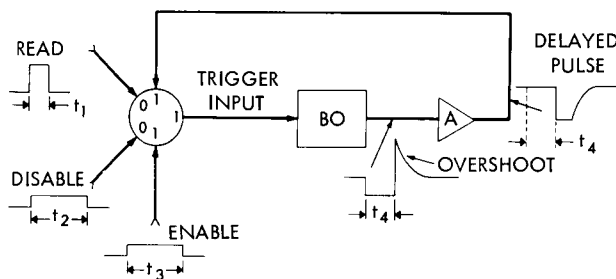 READ
t1
DISABLE
t2
0 1
0 1
1
TRIGGER
INPUT
ENABLE
t3
BO
A
t4
OVERSHOOT
DELAYED
PULSE
t4